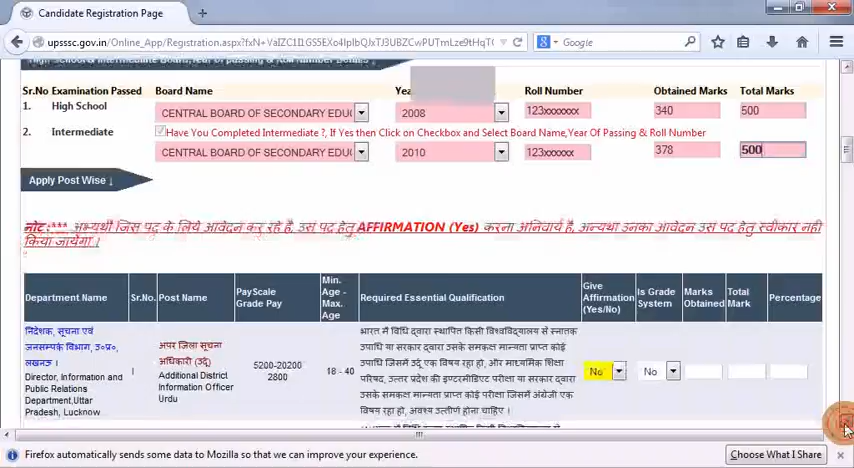 Candidate Registration Page
upsssc.gov.in/Online_App/Registration.aspx?fxN+
Google
Sr.No Examination Passed Board Name Roll Number Obtained Marks Total Marks
1. High School CENTRAL BOARD OF SECONDARY EDUC 2008 123xxxxxxx 340 500
2. Intermediate Have You Completed Intermediate ?, If Yes then Click on Checkbox and Select Board Name,Year Of Passing & Roll Number
CENTRAL BOARD OF SECONDARY EDUC 2010 123xxxxxx 378 500
Apply Post Wise ↓
नोट :*** अभ्यर्थी जिस पद के लिये आवेदन कर रहे है, उस पद हेतु AFFIRMATION (Yes) करना अनिवार्य है, अन्यथा उनका आवेदन उस पद हेतु स्वीकार नही
किया जायेगा ।
Department Name Sr.No. Post Name PayScale Grade Pay Min. Age - Max. Age Required Essential Qualification Give Affirmation (Yes/No) Is Grade System Marks Obtained Total Mark Percentage
निदेशक, सूचना एवं
जनसम्पर्क विभाग, उ०प्र०,
लखनऊ ।
Director, Information and
Public Relations
Department,Uttar
Pradesh, Lucknow
अपर जिला सूचना
अधिकारी (उर्दू)
Additional District
Information Officer
Urdu
5200-20200
2800
18 - 40
भारत में विधि द्वारा स्थापित किसी विश्वविद्यालय से स्नातक
उपाधि या सरकार द्वारा उसके समकक्ष मान्यता प्राप्त कोई
उपाधि जिसमें उर्दू एक विषय रहा हो, और माध्यमिक शिक्षा
परिषद, उत्तर प्रदेश की इण्टरमीडिएट परीक्षा या सरकार द्वारा
उसके समकक्ष मान्यता प्राप्त कोई परीक्षा जिसमें अंग्रेजी एक
विषय रहा हो, अवश्य उत्तीर्ण होना चाहिए ।
No
No
Firefox automatically sends some data to Mozilla so that we can improve your experience.
Choose What I Share